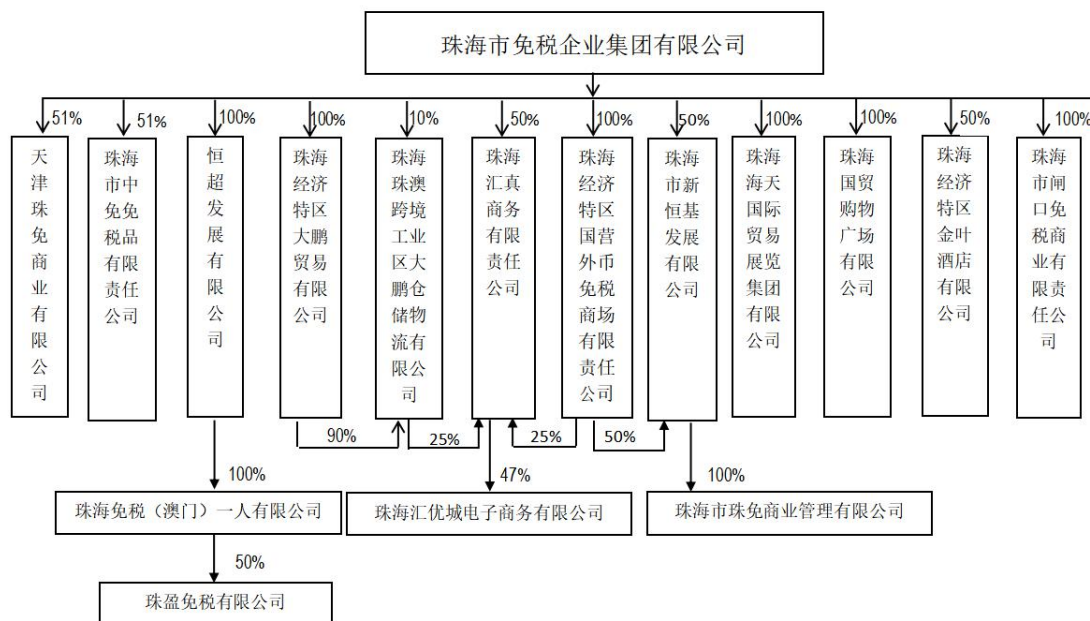 珠海市免税企业集团有限公司
51%
51%
100%
100%
10%
50%
100%
50%
100%
100%
50%
100%
天津珠免商业有限公司
珠海市中免免税品有限责任公司
恒超发展有限公司
珠海经济特区大鹏贸易有限公司
珠海珠澳跨境工业区大鹏仓储物流有限公司
珠海汇真商务有限责任公司
珠海经济特区国营外币免税商场有限责任公司
珠海市新恒基发展有限公司
珠海海天国际贸易展览集团有限公司
珠海国贸购物广场有限公司
珠海经济特区金叶酒店有限公司
珠海市闸口免税商业有限责任公司
90%
25%
25%
50%
100%
47%
100%
珠海免税（澳门）一人有限公司
珠海汇优城电子商务有限公司
珠海市珠免商业管理有限公司
50%
珠盈免税有限公司